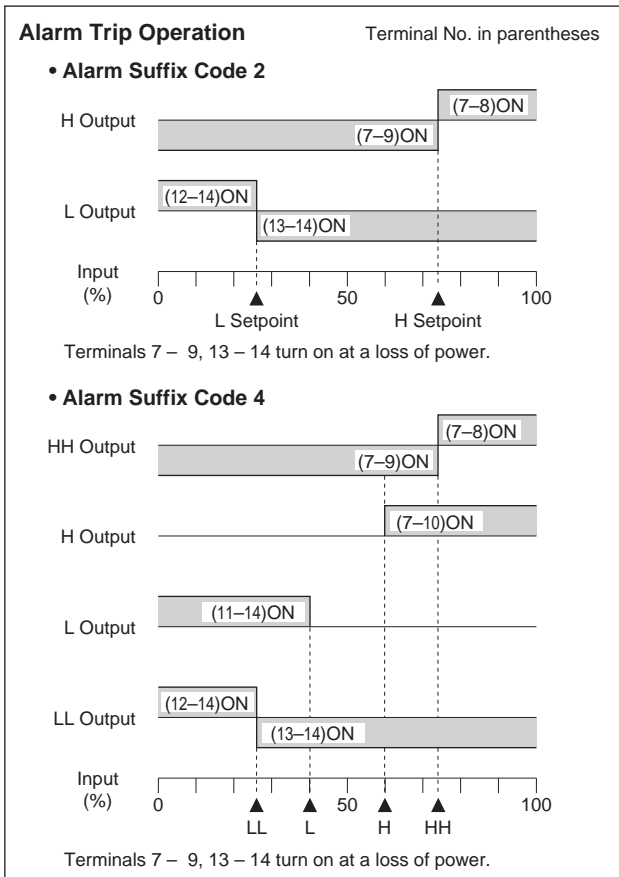 Alarm Trip Operation Terminal No. in parentheses
• Alarm Suffix Code 2
(7–8)ON
H Output
(7–9)ON
(12–14)ON
L Output
(13–14)ON
Input
(%)
0 50 100
L Setpoint H Setpoint
Terminals 7 – 9, 13 – 14 turn on at a loss of power.
• Alarm Suffix Code 4
(7–8)ON
HH Output
(7–9)ON
H Output
(7–10)ON
(11–14)ON
L Output
(12–14)ON
LL Output
(13–14)ON
Input
(%)
0 50 100
LL L H HH
Terminals 7 – 9, 13 – 14 turn on at a loss of power.